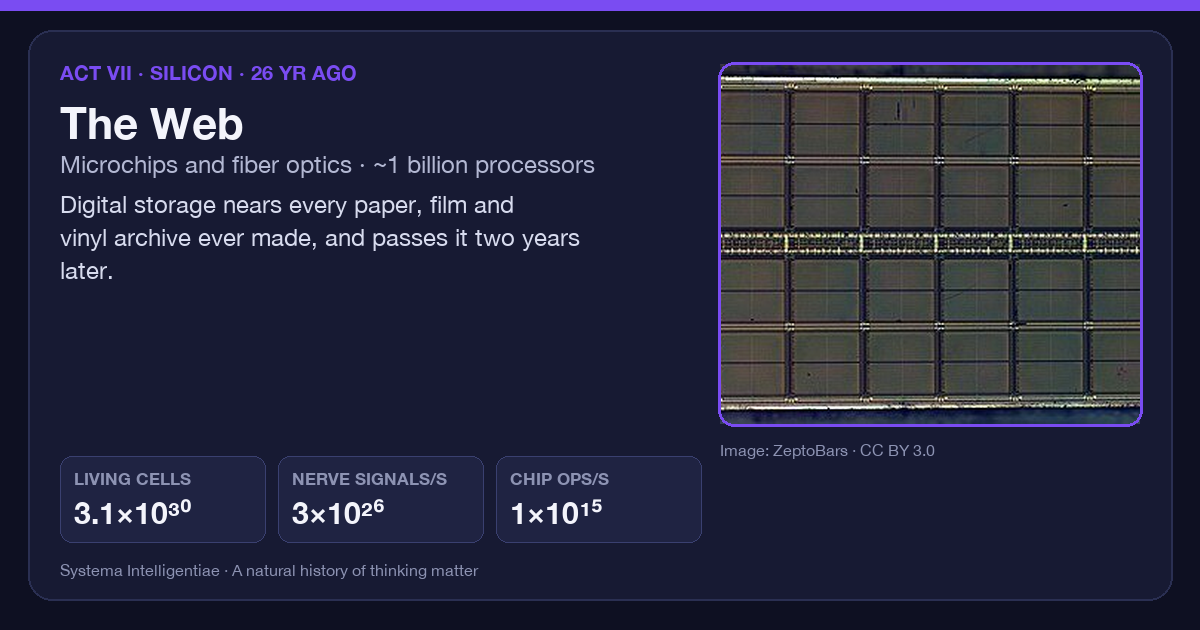 ACT VII · SILICON · 26 YR AGO
The Web
Microchips and fiber optics · ~1 billion processors
Digital storage nears every paper, film and
vinyl archive ever made, and passes it two years
later.
Image: ZeptoBars · CC BY 3.0
LIVING CELLS
3.1×10³⁰
NERVE SIGNALS/S
3×10²⁶
CHIP OPS/S
1×10¹⁵
Systema Intelligentiae · A natural history of thinking matter